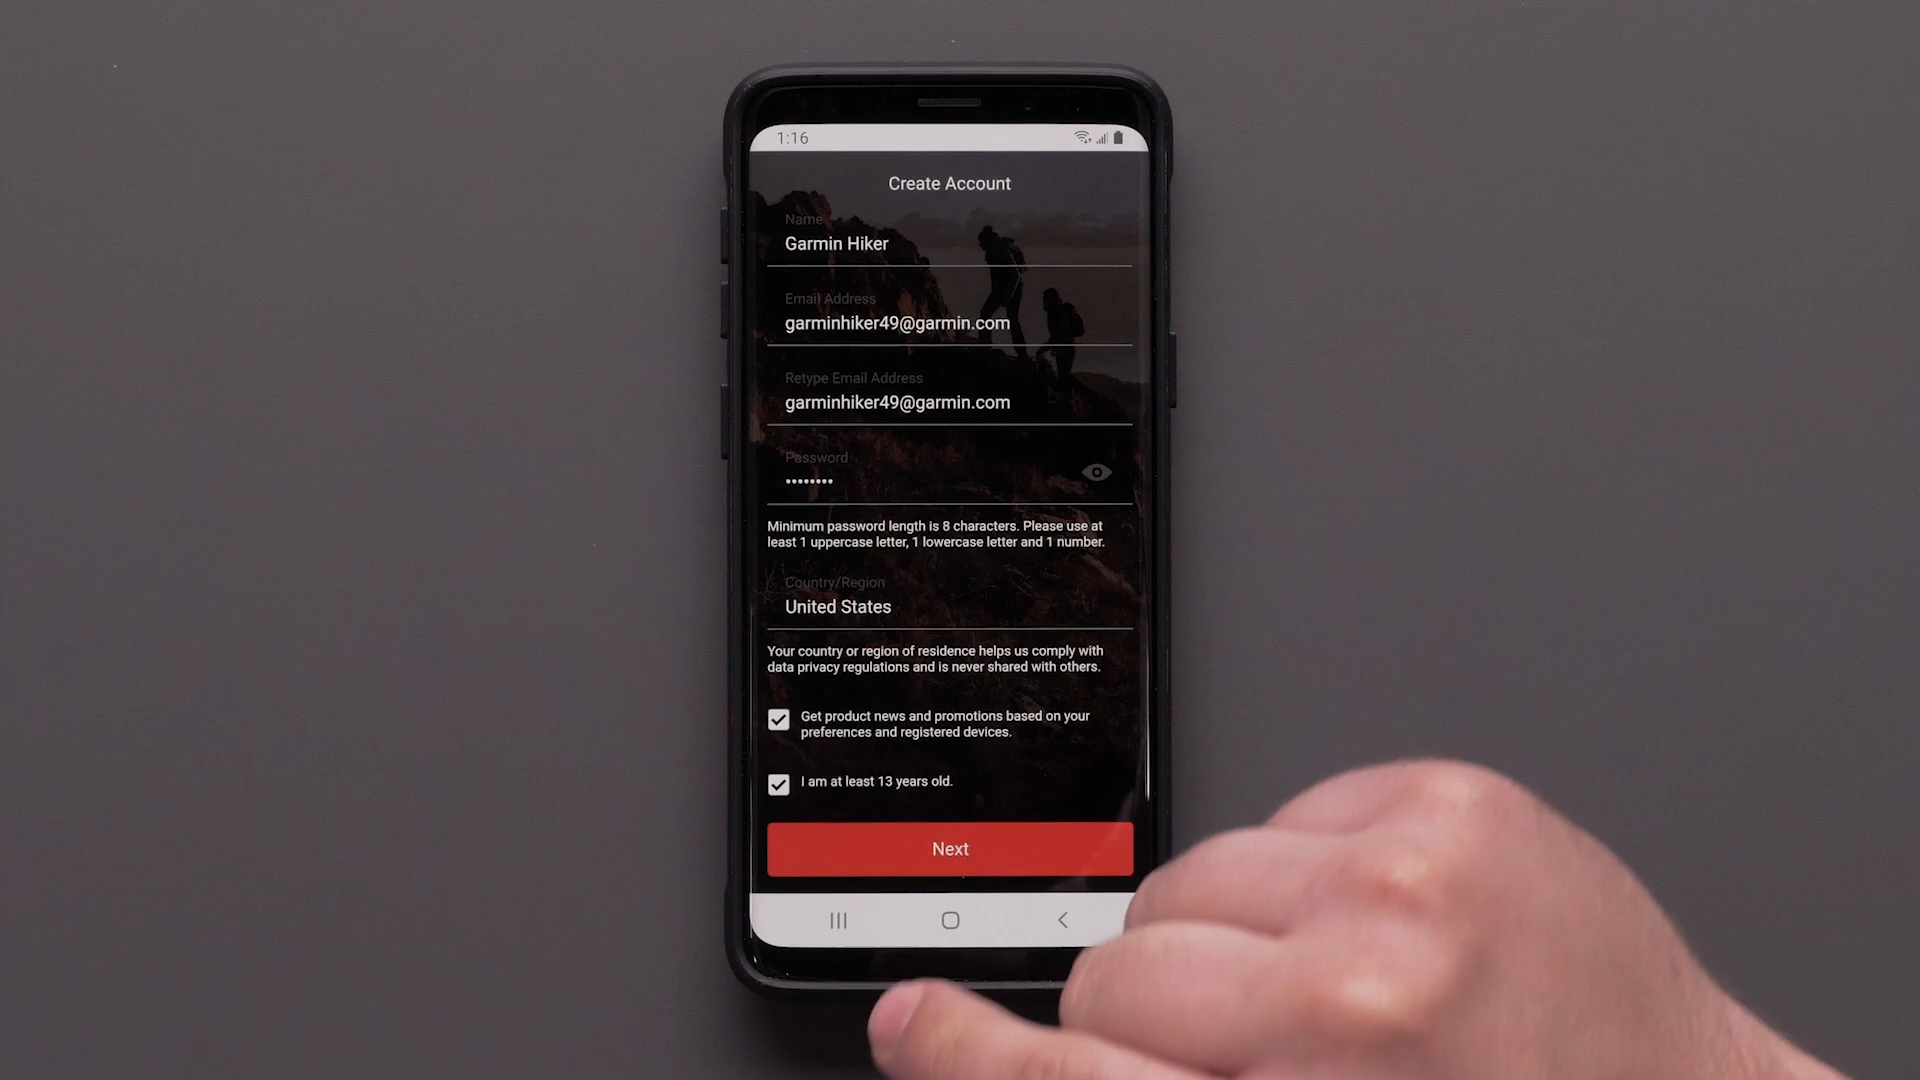 1:16
Create Account
Name
Garmin Hiker
Email Address
garminhiker49@garmin.com
Retype Email Address
garminhiker49@garmin.com
Password
••••••••
Minimum password length is 8 characters. Please use at
least 1 uppercase letter, 1 lowercase letter and 1 number.
Country/Region
United States
Your country or region of residence helps us comply with
data privacy regulations and is never shared with others.
Get product news and promotions based on your
preferences and registered devices.
I am at least 13 years old.
Next